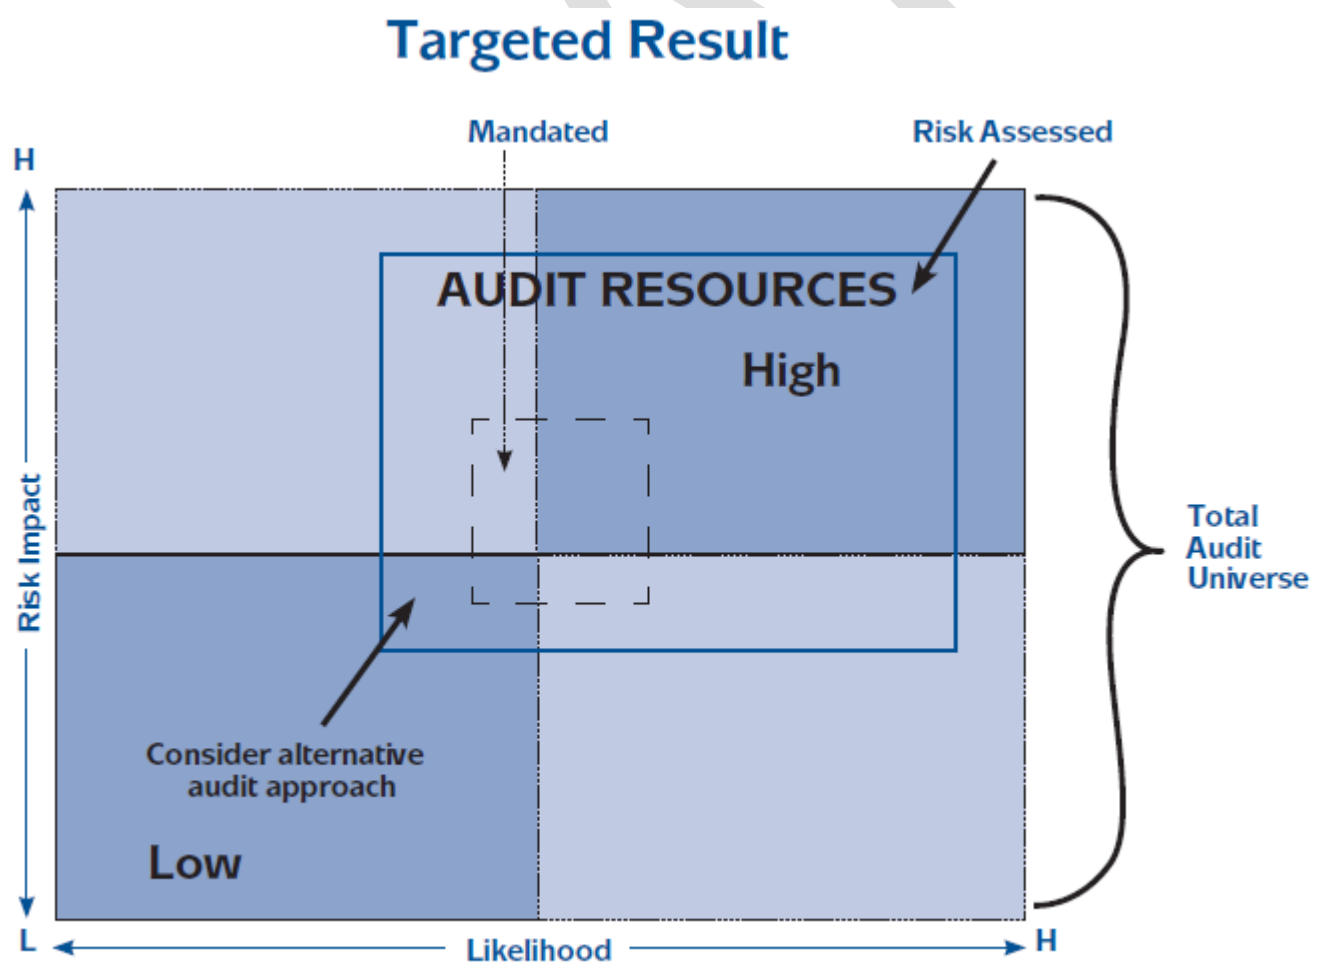 Targeted Result
Mandated
Risk Assessed
H
AUDIT RESOURCES
High
Risk Impact
Total
Audit
Universe
Consider alternative
audit approach
Low
L
Likelihood
H